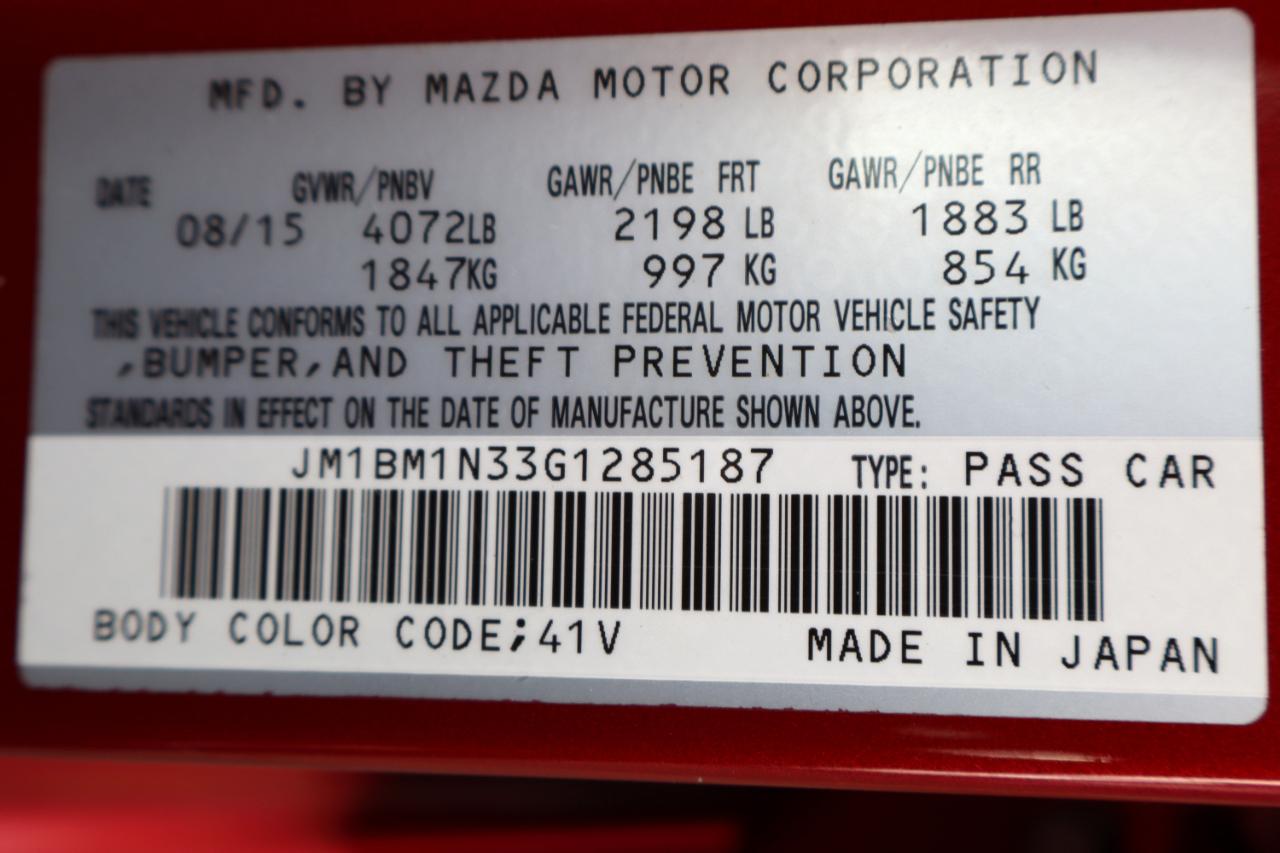 MFD. BY MAZDA MOTOR CORPORATION
DATE GVWR/PNBV GAWR/PNBE FRT GAWR/PNBE RR
08/15 4072LB 2198 LB 1883 LB
1847KG 997 KG 854 KG
THIS VEHICLE CONFORMS TO ALL APPLICABLE FEDERAL MOTOR VEHICLE SAFETY
,BUMPER,AND THEFT PREVENTION
STANDARDS IN EFFECT ON THE DATE OF MANUFACTURE SHOWN ABOVE.
JM1BM1N33G1285187 TYPE: PASS CAR
BODY COLOR CODE;41V MADE IN JAPAN